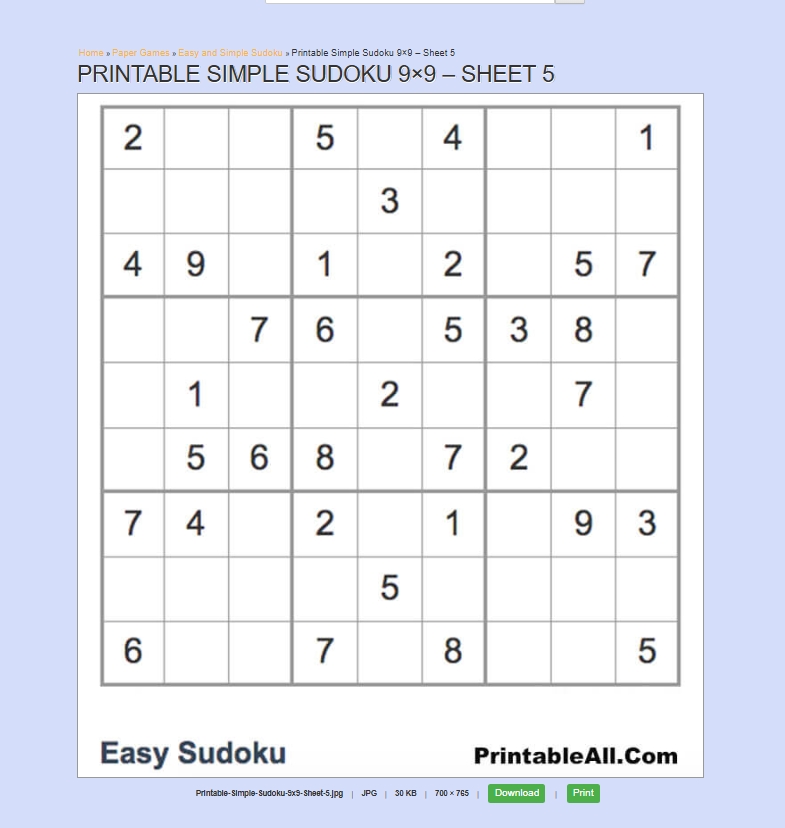 Home » Paper Games » Easy and Simple Sudoku » Printable Simple Sudoku 9×9 – Sheet 5
PRINTABLE SIMPLE SUDOKU 9×9 – SHEET 5
2 5 4 1
3
4 9 1 2 5 7
7 6 5 3 8
1 2 7
5 6 8 7 2
7 4 2 1 9 3
5
6 7 8 5
Easy Sudoku PrintableAll.Com
Printable-Simple-Sudoku-9x9-Sheet-5.jpg | JPG | 30 KB | 700 × 765 | Download | Print